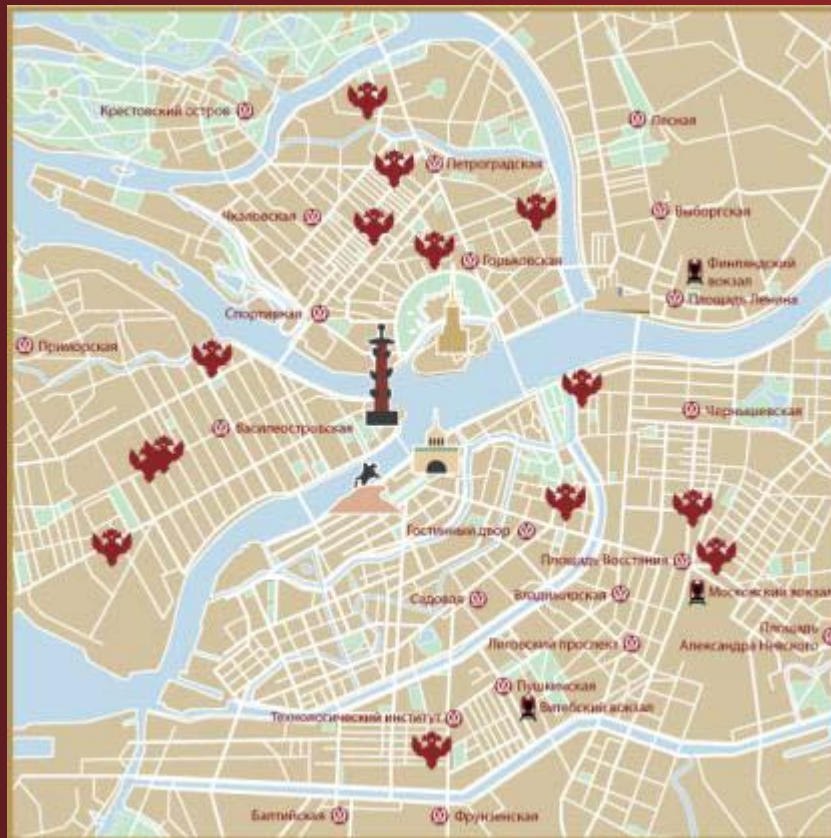 Крестовский остров
Лесная
Петроградская
Чкаловская
Выборгская
Горьковская
Финляндский
вокзал
Площадь Ленина
Спортивная
Приморская
Чернышевская
Василеостровская
Гостинный двор
Площадь Восстания
Московский вокзал
Садовая
Владимирская
Площадь
Александра Невского
Лиговский проспект
Пушкинская
Витебский вокзал
Технологический институт
Балтийская
Фрунзенская